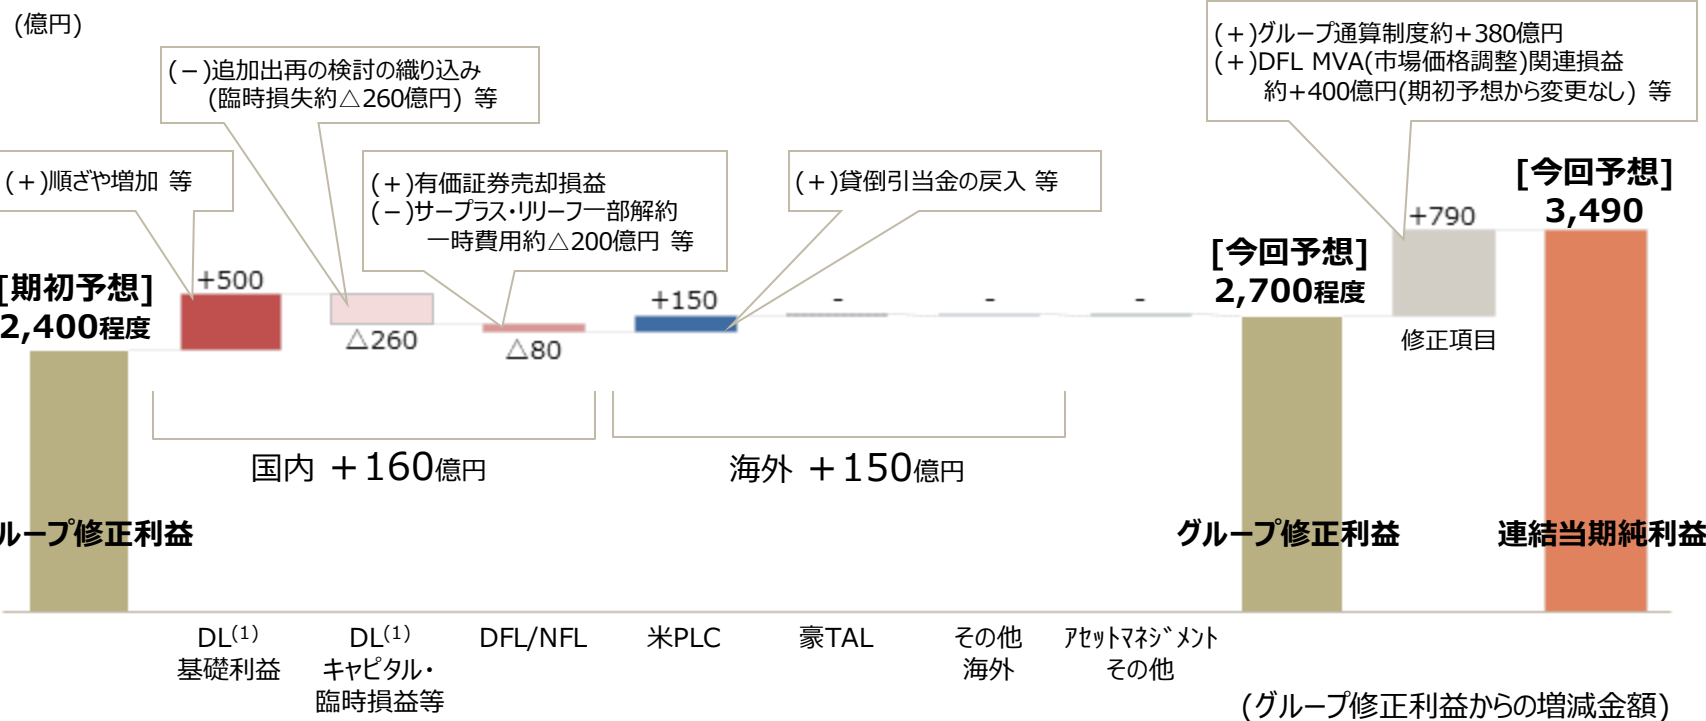 (億円)
(－)追加出再の検討の織り込み
(臨時損失約△260億円) 等
(＋)グループ通算制度約＋380億円
(＋)DFL MVA(市場価格調整)関連損益
約＋400億円(期初予想から変更なし) 等
(＋)順ざや増加 等
(＋)有価証券売却損益
(－)サープラス・リリーフ一部解約
一時費用約△200億円 等
(＋)貸倒引当金の戻入 等
[期初予想]
2,400程度
+500
△260
△80
+150
-
-
-
[今回予想]
2,700程度
+790
修正項目
[今回予想]
3,490
国内 ＋160億円
海外 ＋150億円
ループ修正利益
グループ修正利益
連結当期純利益
DL(1)
基礎利益
DL(1)
キャピタル・
臨時損益等
DFL/NFL
米PLC
豪TAL
その他
海外
ｱｾｯﾄﾏﾈｼﾞﾒﾝﾄ
その他
(グループ修正利益からの増減金額)